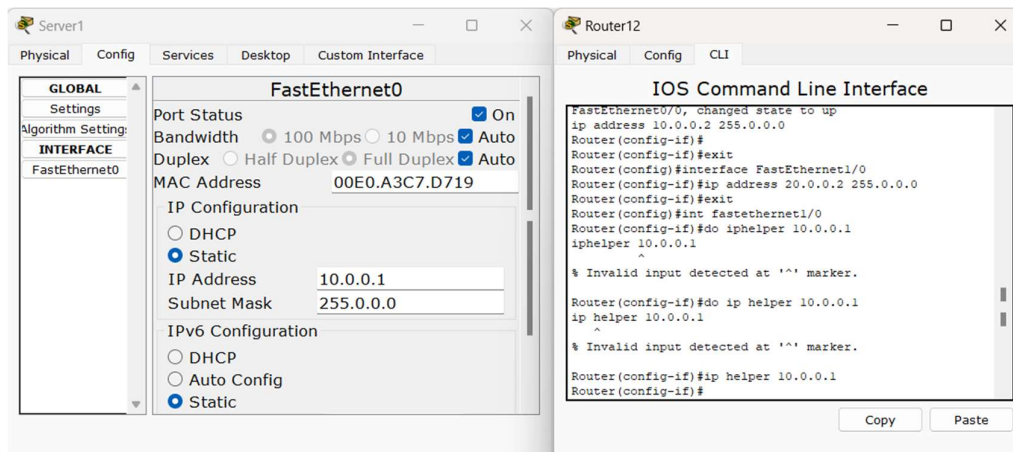 Server1
Physical Config Services Desktop Custom Interface
GLOBAL
Settings
Algorithm Settings
INTERFACE
FastEthernet0
FastEthernet0
Port Status On
Bandwidth 100 Mbps 10 Mbps Auto
Duplex Half Duplex Full Duplex Auto
MAC Address 00E0.A3C7.D719
IP Configuration
DHCP
Static
IP Address 10.0.0.1
Subnet Mask 255.0.0.0
IPv6 Configuration
DHCP
Auto Config
Static
Router12
Physical Config CLI
IOS Command Line Interface
FastEthernet0/0, changed state to up
ip address 10.0.0.2 255.0.0.0
Router(config-if)#
Router(config-if)#exit
Router(config)#interface FastEthernet1/0
Router(config-if)#ip address 20.0.0.2 255.0.0.0
Router(config-if)#exit
Router(config)#int fastethernet1/0
Router(config-if)#do iphelper 10.0.0.1
iphelper 10.0.0.1
^
% Invalid input detected at '^' marker.
Router(config-if)#do ip helper 10.0.0.1
ip helper 10.0.0.1
^
% Invalid input detected at '^' marker.
Router(config-if)#ip helper 10.0.0.1
Router(config-if)#
Copy Paste